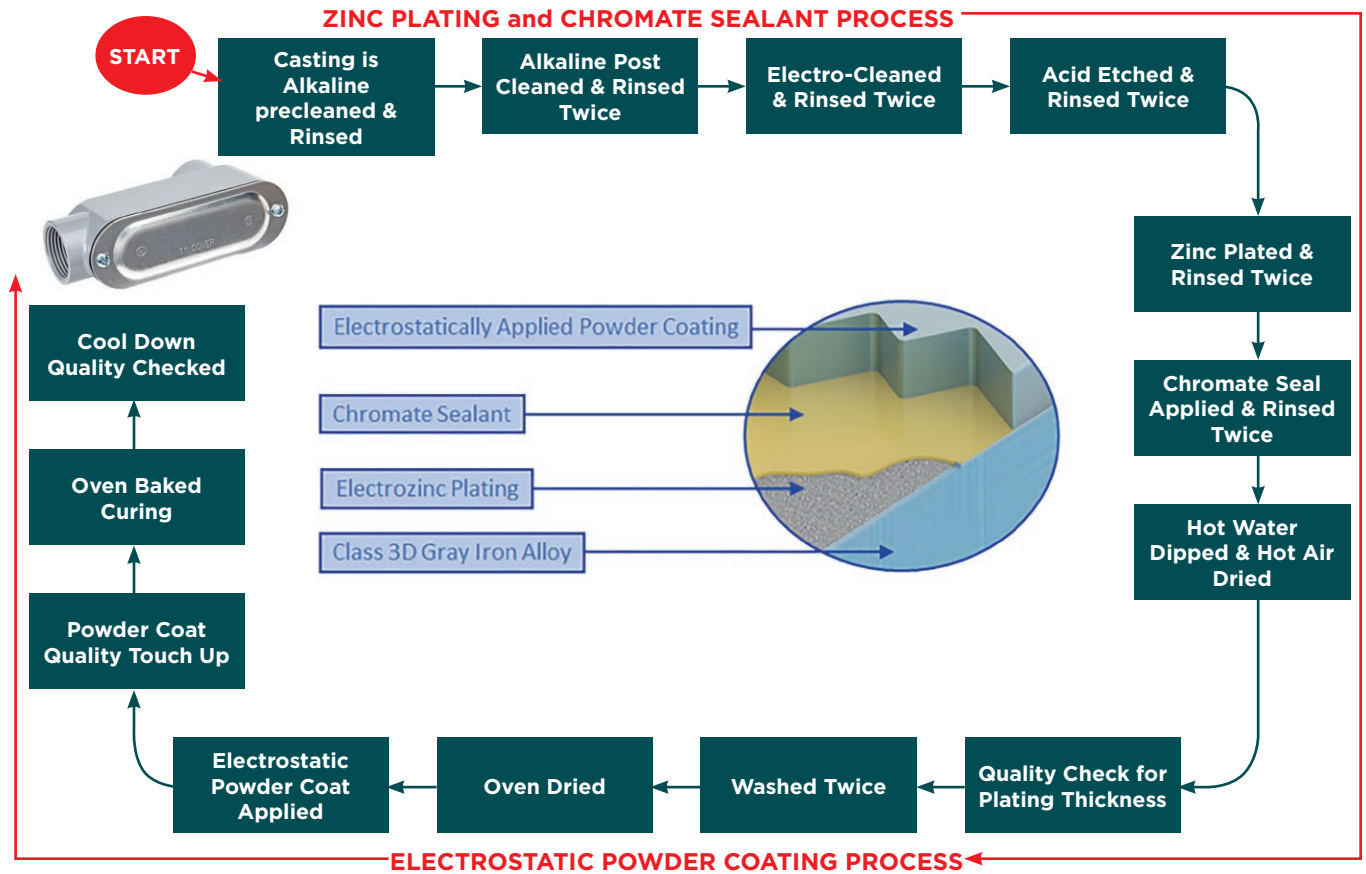 ZINC PLATING and CHROMATE SEALANT PROCESS
START
Casting is
Alkaline
precleaned &
Rinsed
Alkaline Post
Cleaned & Rinsed
Twice
Electro-Cleaned
& Rinsed Twice
Acid Etched &
Rinsed Twice
Zinc Plated &
Rinsed Twice
Chromate Seal
Applied & Rinsed
Twice
Hot Water
Dipped & Hot Air
Dried
Quality Check for
Plating Thickness
Washed Twice
Oven Dried
Electrostatic
Powder Coat
Applied
Powder Coat
Quality Touch Up
Oven Baked
Curing
Cool Down
Quality Checked
1" COVER
Electrostatically Applied Powder Coating
Chromate Sealant
Electrozinc Plating
Class 3D Gray Iron Alloy
ELECTROSTATIC POWDER COATING PROCESS